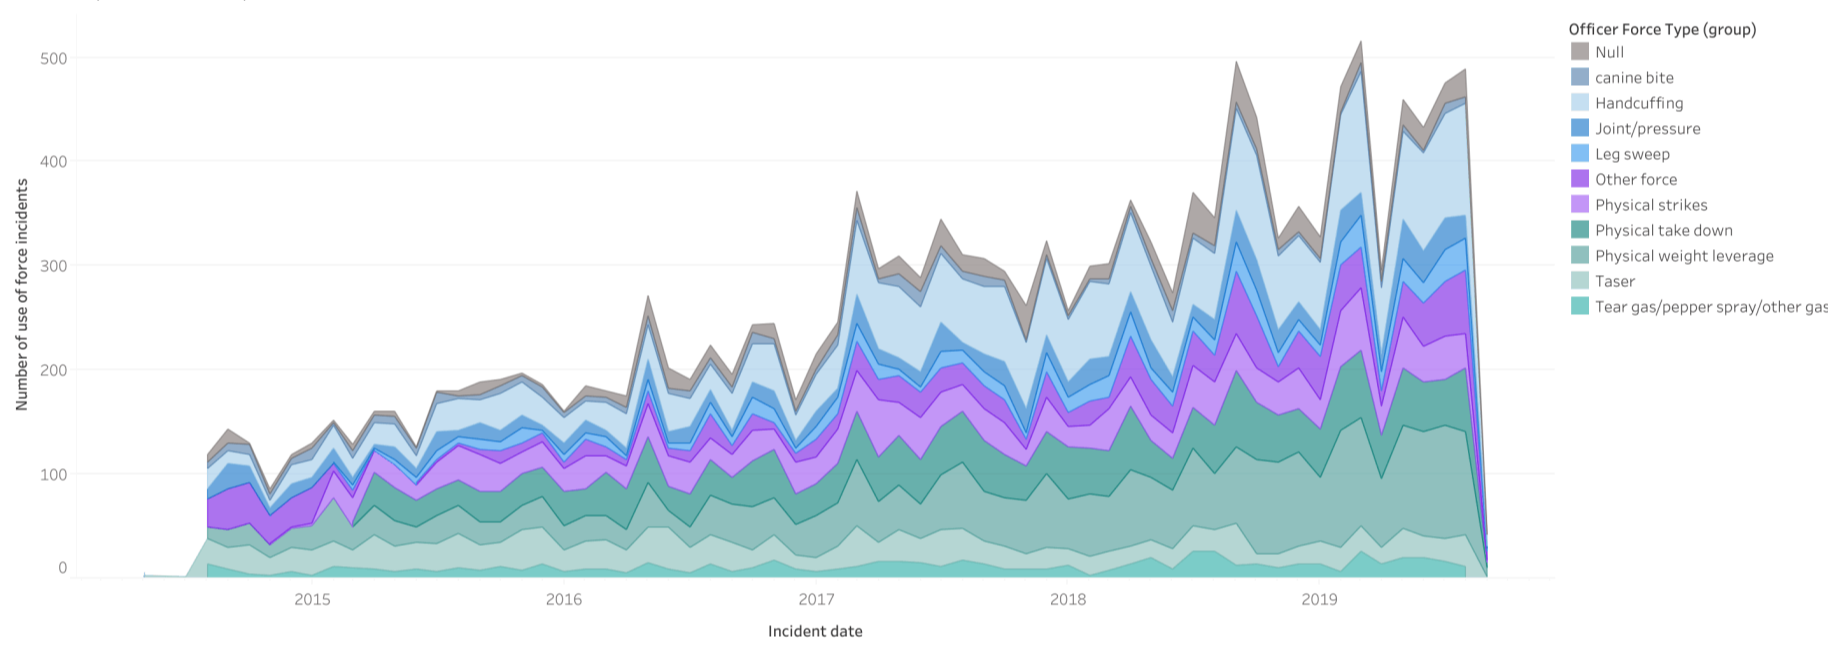 Officer Force Type (group)
Null
canine bite
Handcuffing
Joint/pressure
Leg sweep
Other force
Physical strikes
Physical take down
Physical weight leverage
Taser
Tear gas/pepper spray/other gas
Number of use of force incidents
500
400
300
200
100
0
2015 2016 2017 2018 2019
Incident date